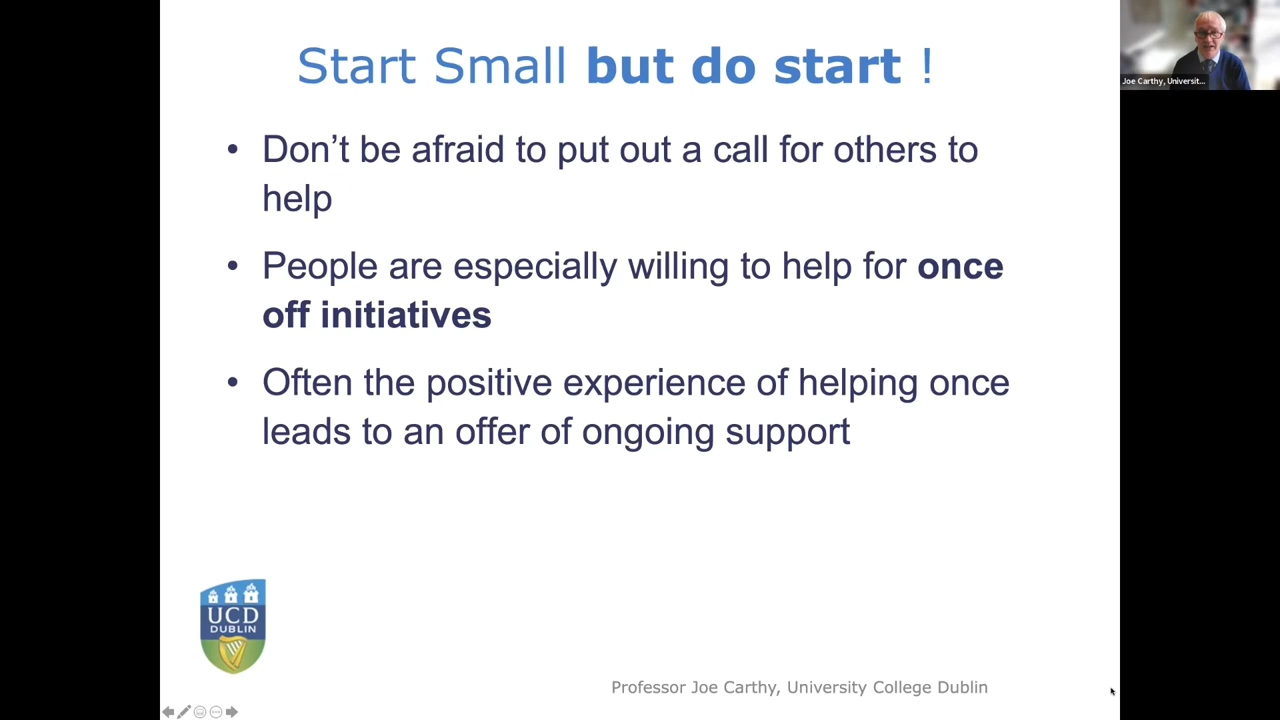 Start Small but do start !
Joe Carthy, Universit...
• Don’t be afraid to put out a call for others to
help
• People are especially willing to help for once
off initiatives
• Often the positive experience of helping once
leads to an offer of ongoing support
UCD
DUBLIN
Professor Joe Carthy, University College Dublin